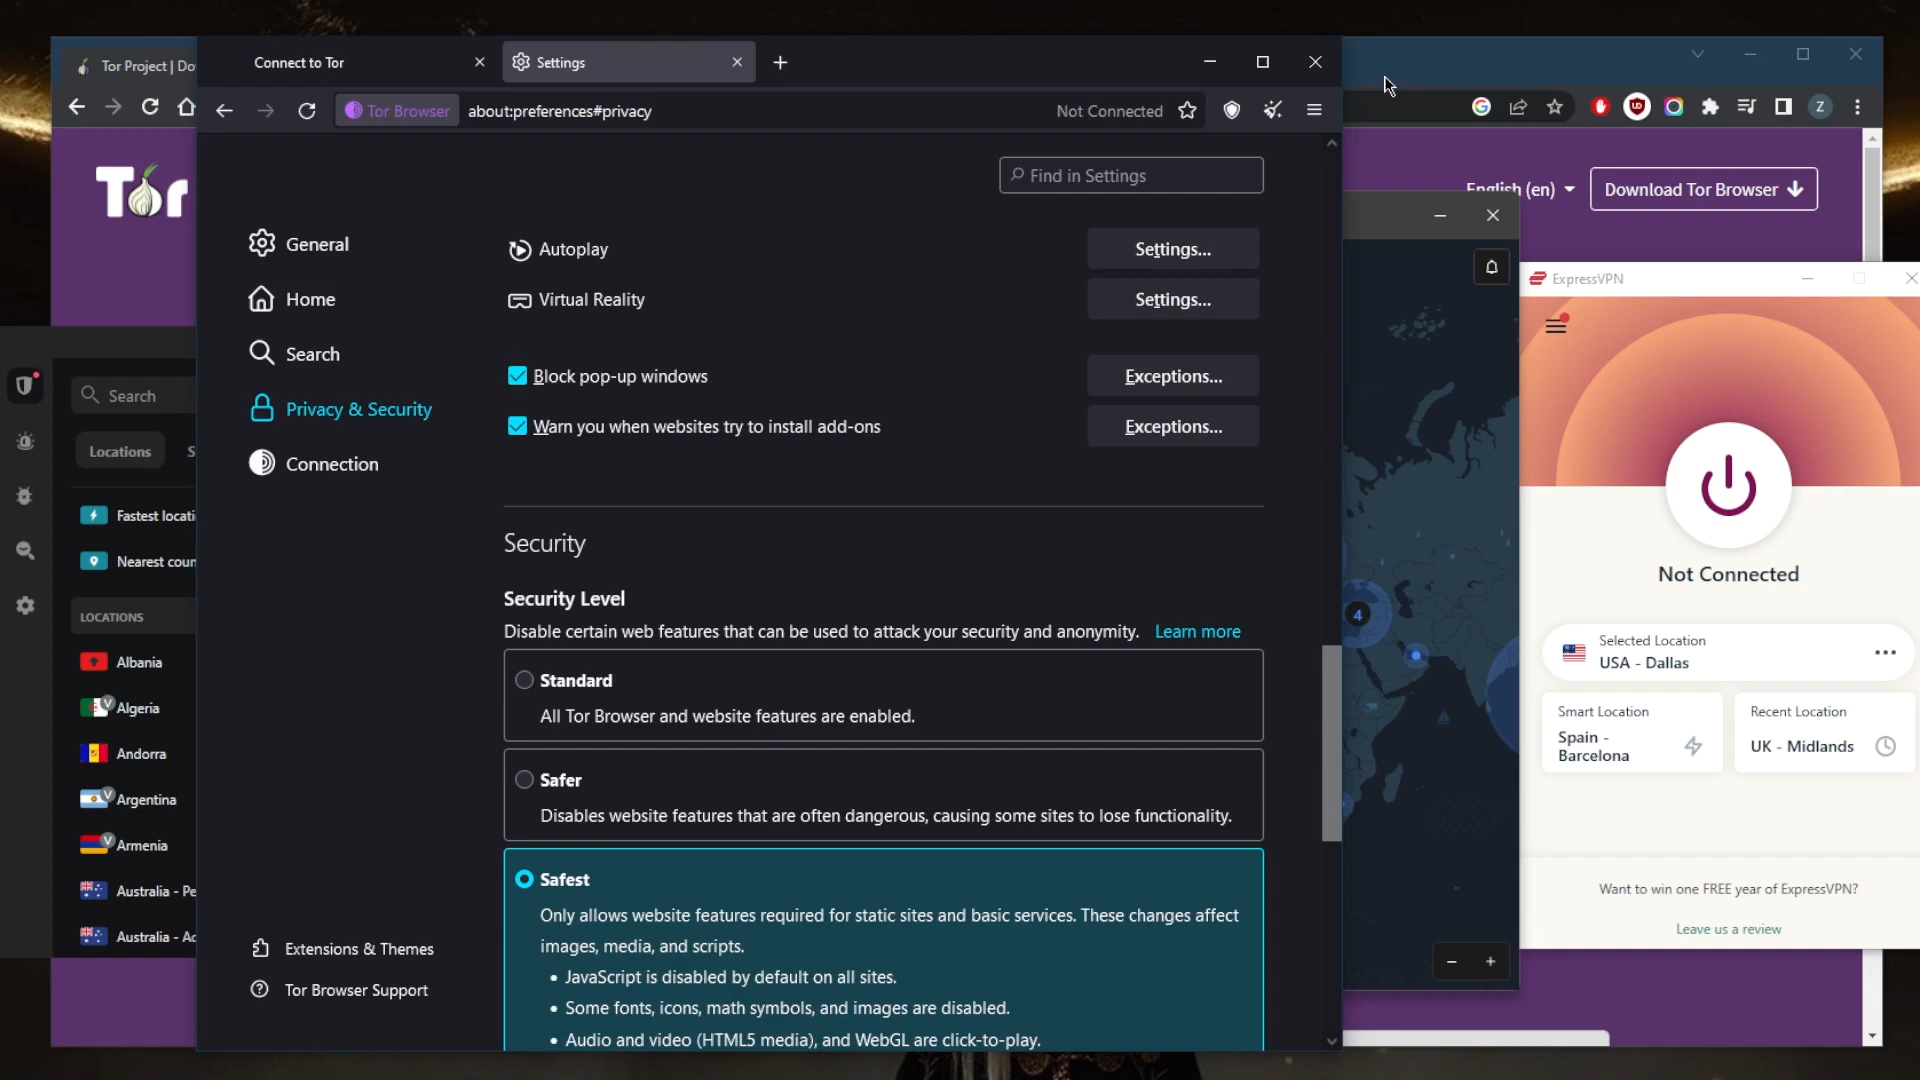 Tor Project | Do
Connect to Tor
Settings
Tor Browser
about:preferences#privacy
Not Connected
Z
Tor
Find in Settings
English (en)
Download Tor Browser
General
Home
Search
Privacy & Security
Connection
Extensions & Themes
Tor Browser Support
Autoplay
Settings...
Virtual Reality
Settings...
Block pop-up windows
Exceptions...
Warn you when websites try to install add-ons
Exceptions...
Security
Security Level
Disable certain web features that can be used to attack your security and anonymity. Learn more
Standard
All Tor Browser and website features are enabled.
Safer
Disables website features that are often dangerous, causing some sites to lose functionality.
Safest
Only allows website features required for static sites and basic services. These changes affect
images, media, and scripts.
• JavaScript is disabled by default on all sites.
• Some fonts, icons, math symbols, and images are disabled.
• Audio and video (HTML5 media), and WebGL are click-to-play.
Search
Locations
S
Fastest locati
Nearest coun
LOCATIONS
Albania
V
Algeria
Andorra
V
Argentina
V
Armenia
Australia - Pe
Australia - Ad
4
ExpressVPN
Not Connected
Selected Location
USA - Dallas
Smart Location
Spain -
Barcelona
Recent Location
UK - Midlands
Want to win one FREE year of ExpressVPN?
Leave us a review